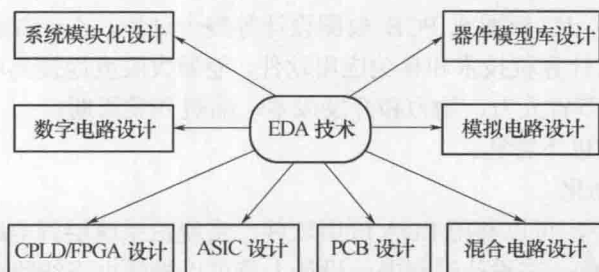 系统模块化设计
器件模型库设计
数字电路设计
EDA 技术
模拟电路设计
CPLD/FPGA 设计
ASIC 设计
PCB 设计
混合电路设计